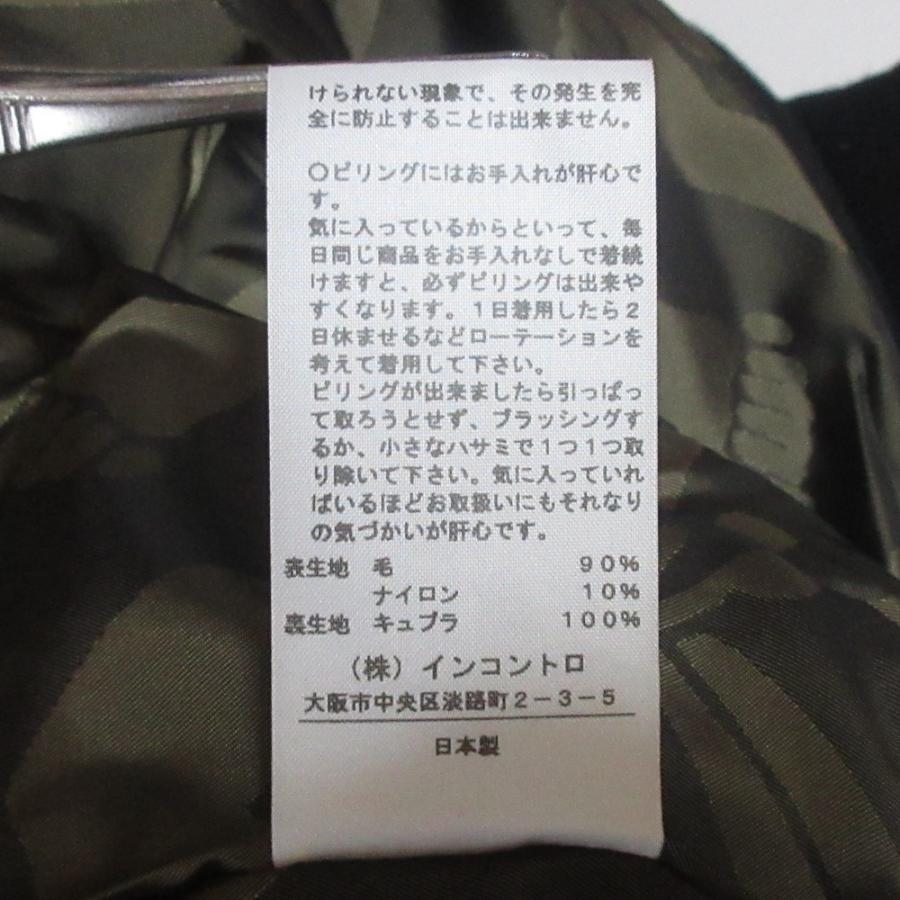 けられない現象で、その発生を完
全に防止することは出来ません。
〇ピリングにはお手入れが肝心で
す。
気に入っているからといって、毎
日同じ商品をお手入れなしで着続
けますと、必ずピリングは出来や
すくなります。１日着用したら２
日休ませるなどローテーションを
考えて着用して下さい。
ピリングが出来ましたら引っぱっ
て取ろうとせず、ブラッシングす
るか、小さなハサミで１つ１つ取
り除いて下さい。気に入っていれ
ばいるほどお取扱いにもそれなり
の気づかいが肝心です。
表生地　毛　９０％
ナイロン　１０％
裏生地　キュプラ　１００％
（株）インコントロ
大阪市中央区淡路町２－３－５
日本製